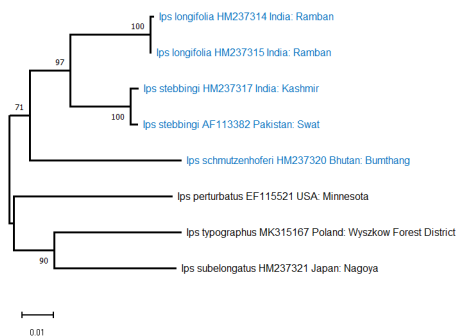 Ips longifolia HM237314 India: Ramban
100
Ips longifolia HM237315 India: Ramban
97
Ips stebbingi HM237317 India: Kashmir
71
100
Ips stebbingi AF113382 Pakistan: Swat
Ips schmutzenhoferi HM237320 Bhutan: Bumthang
Ips perturbatus EF115521 USA: Minnesota
Ips typographus MK315167 Poland: Wyszkow Forest District
90
Ips subelongatus HM237321 Japan: Nagoya
0.01